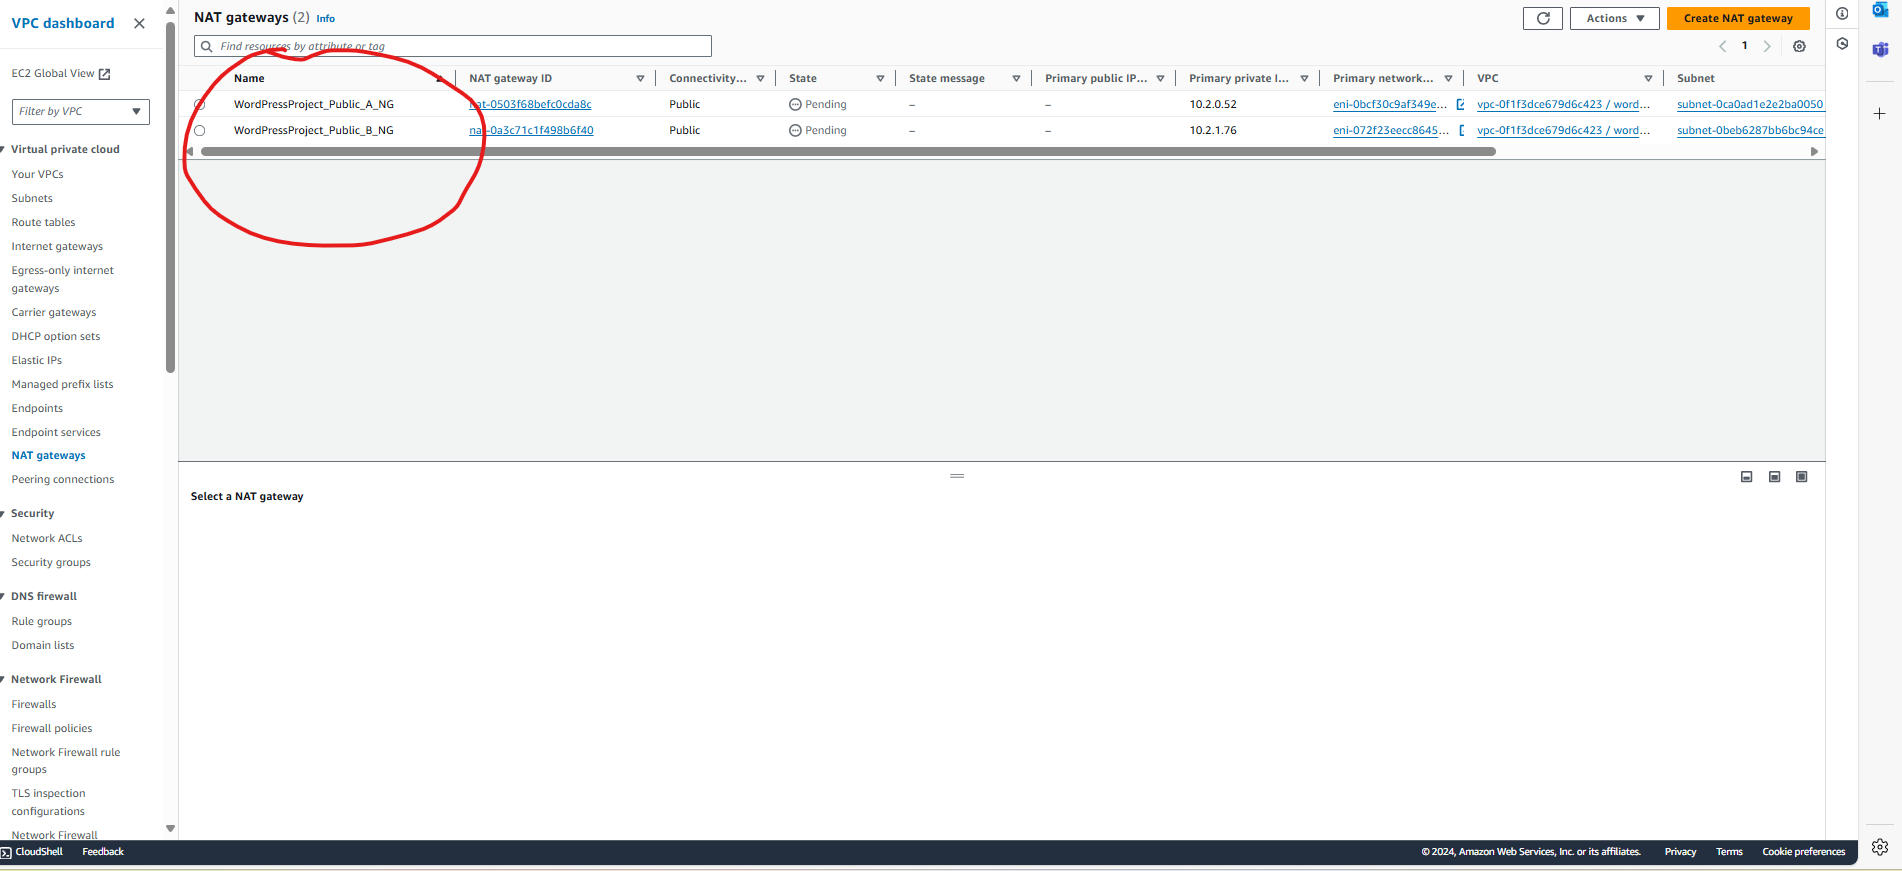 VPC dashboard
EC2 Global View
Filter by VPC
Virtual private cloud
Your VPCs
Subnets
Route tables
Internet gateways
Egress-only internet
gateways
Carrier gateways
DHCP option sets
Elastic IPs
Managed prefix lists
Endpoints
Endpoint services
NAT gateways
Peering connections
Security
Network ACLs
Security groups
DNS firewall
Rule groups
Domain lists
Network Firewall
Firewalls
Firewall policies
Network Firewall rule
groups
TLS inspection
configurations
Network Firewall
NAT gateways (2) Info
Actions
Create NAT gateway
Find resources by attribute or tag
1
Name NAT gateway ID Connectivity... State State message Primary public IP... Primary private I... Primary network... VPC Subnet
WordPressProject_Public_A_NG nat-0503f68befc0cda8c Public Pending – – 10.2.0.52 eni-0bcf30c9af349e... vpc-0f1f3dce679d6c423 / word... subnet-0ca0ad1e2e2ba0050
WordPressProject_Public_B_NG nat-0a3c71c1f498b6f40 Public Pending – – 10.2.1.76 eni-072f23eecc8645... vpc-0f1f3dce679d6c423 / word... subnet-0beb6287bb6bc94ce
Select a NAT gateway
CloudShell Feedback © 2024, Amazon Web Services, Inc. or its affiliates. Privacy Terms Cookie preferences